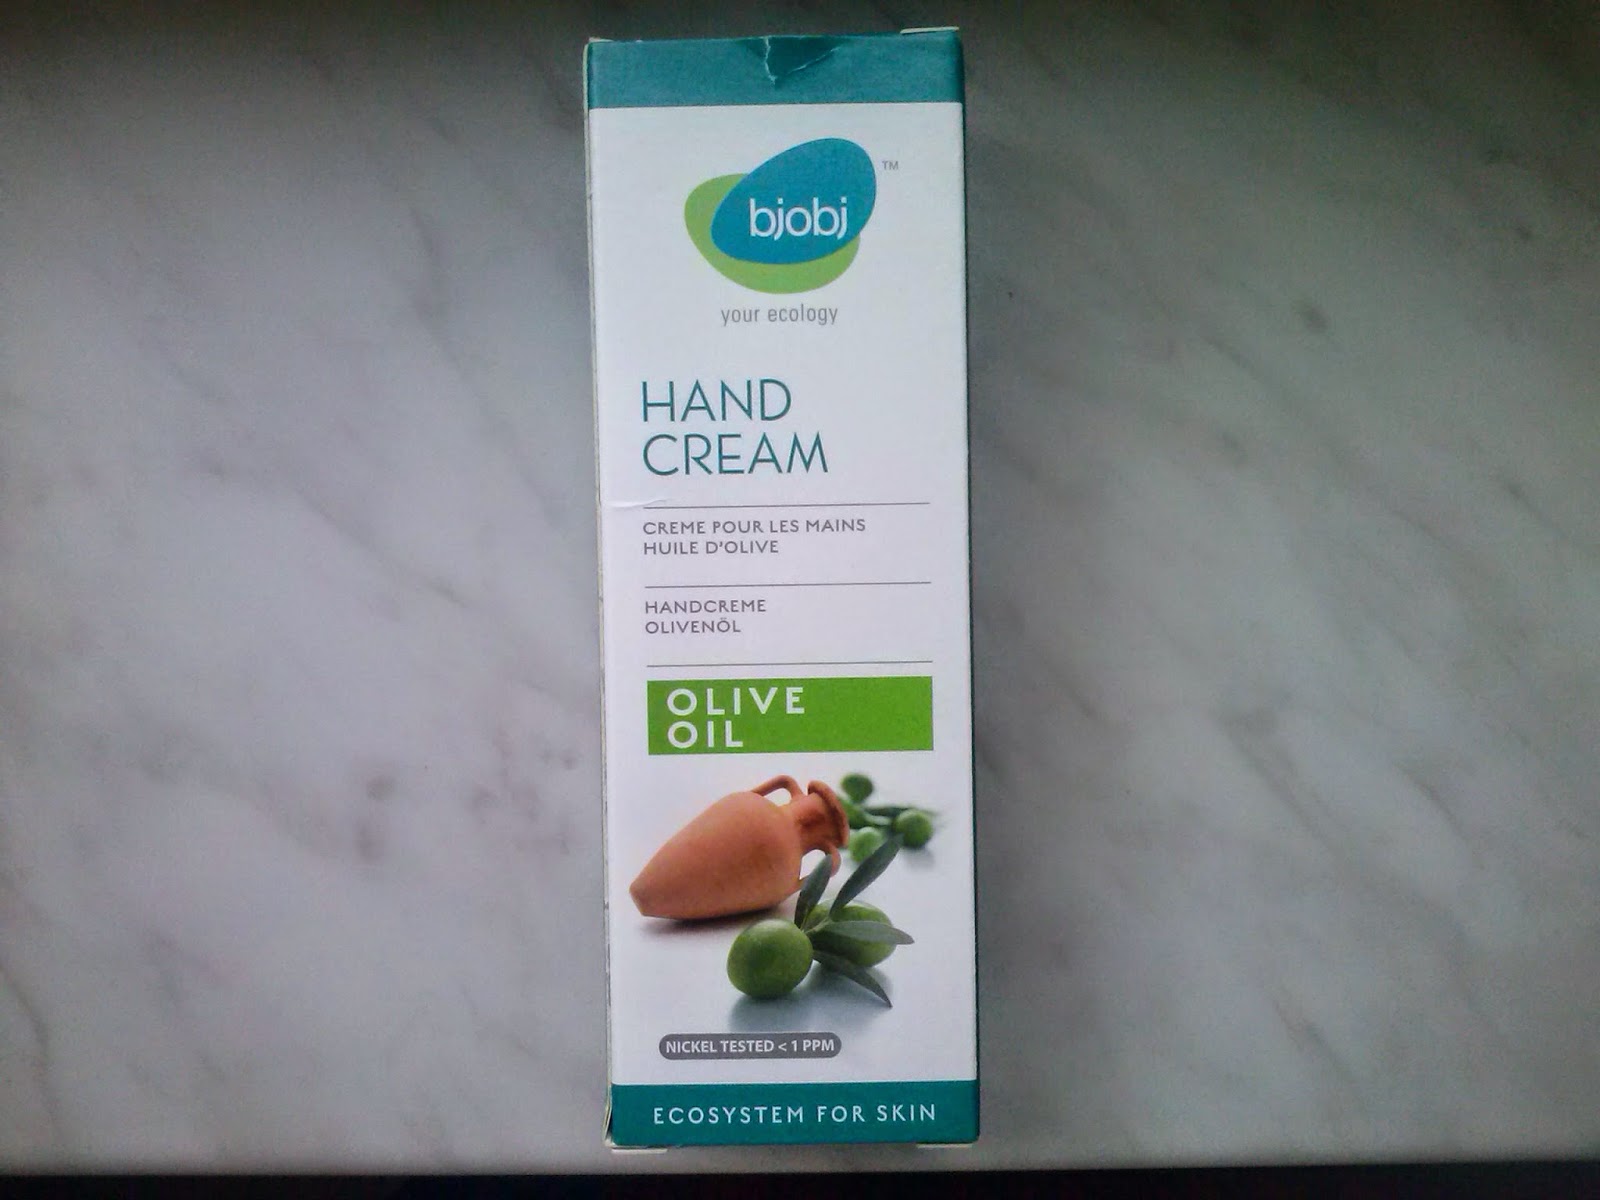 bjobj
TM
your ecology
HAND
CREAM
CREME POUR LES MAINS
HUILE D'OLIVE
HANDCREME
OLIVENÖL
OLIVE
OIL
NICKEL TESTED < 1 PPM
ECOSYSTEM FOR SKIN